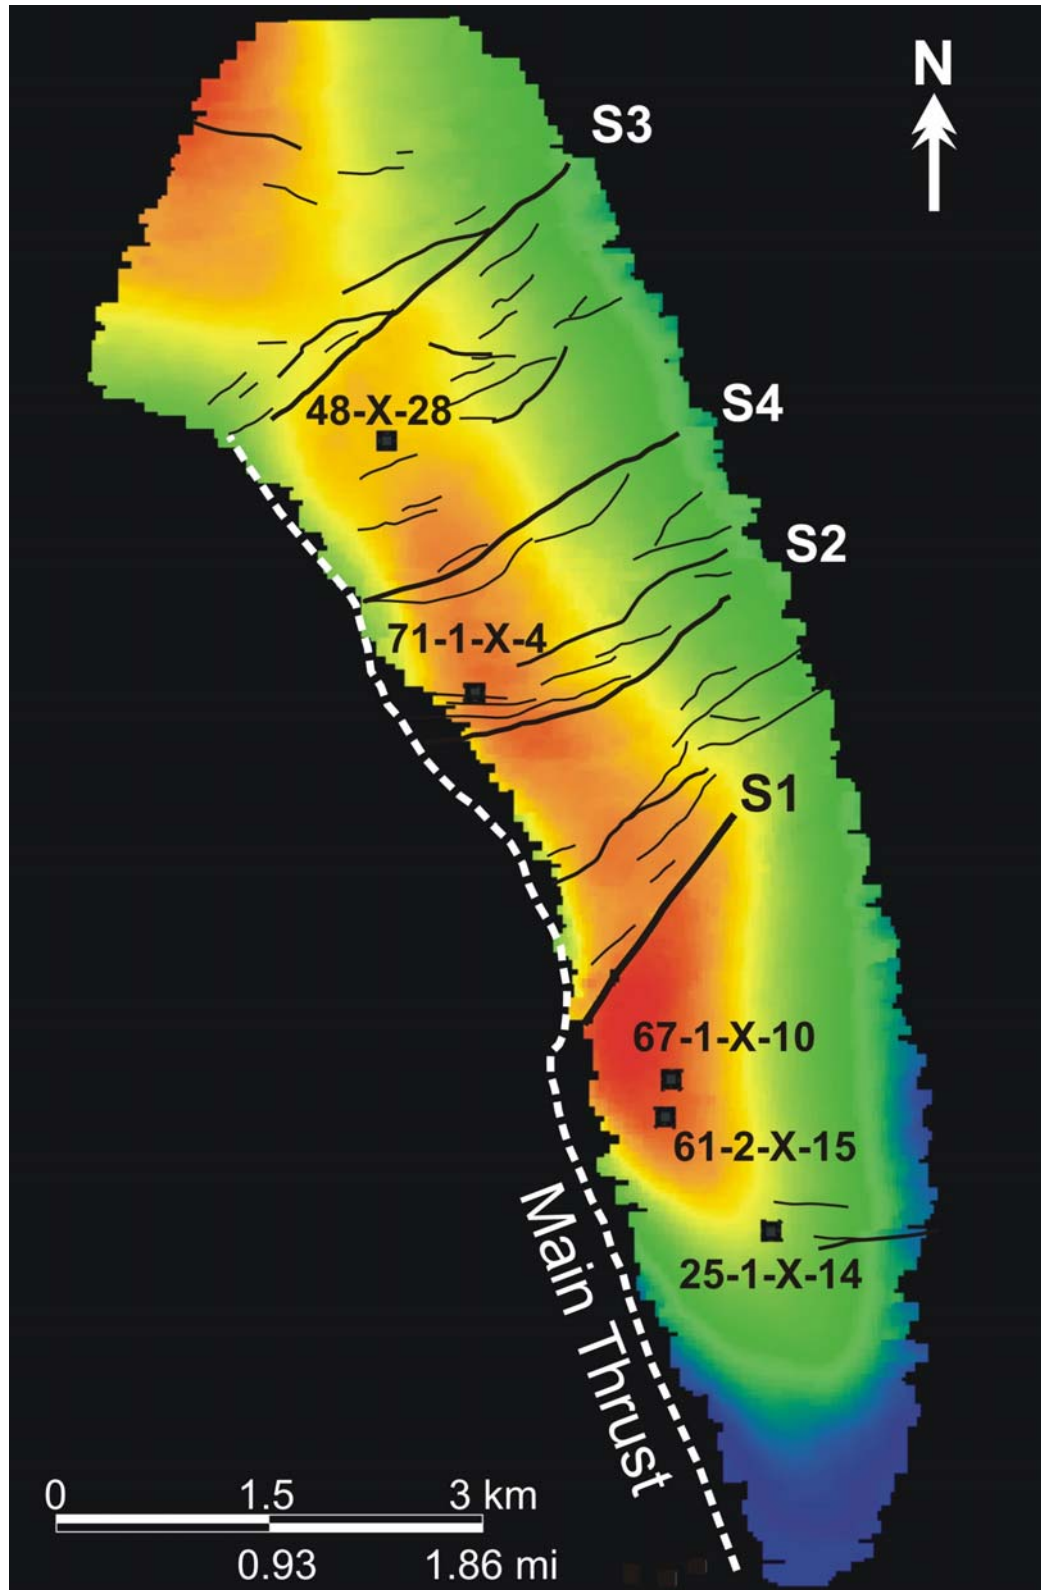 N
S3
S4
48-X-28
S2
71-1-X-4
S1
67-1-X-10
61-2-X-15
25-1-X-14
Main Thrust
0 1.5 3 km
0.93 1.86 mi